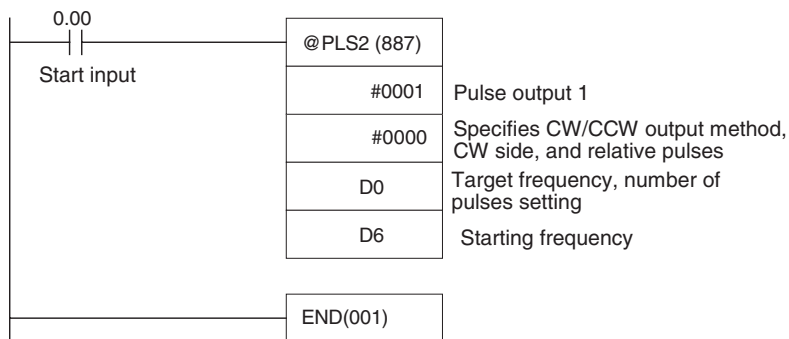 0.00
Start input
@PLS2 (887)
#0001
Pulse output 1
#0000
Specifies CW/CCW output method,
CW side, and relative pulses
D0
Target frequency, number of
pulses setting
D6
Starting frequency
END(001)